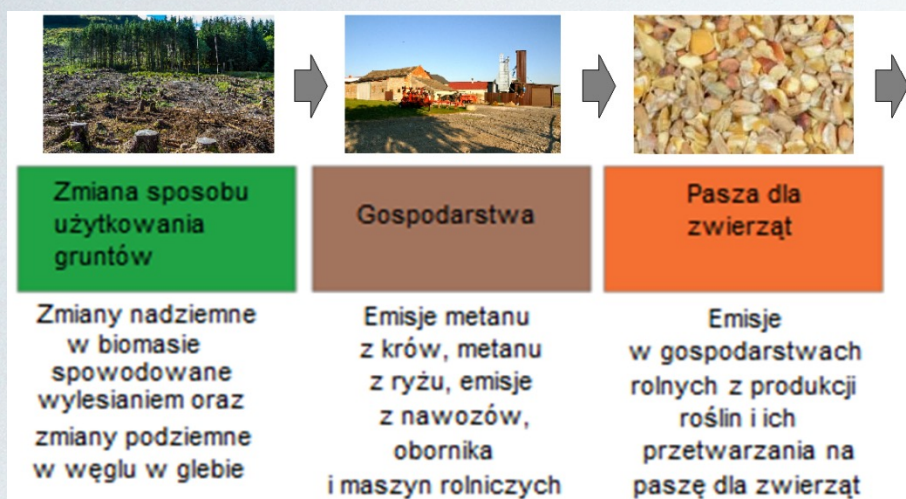 Zmiana sposobu
użytkowania
gruntów
Zmiany nadziemne
w biomasie
spowodowane
wylesianiem oraz
zmiany podziemne
w węglu w glebie
Gospodarstwa
Emisje metanu
z krów, metanu
z ryżu, emisje
z nawozów,
obornika
i maszyn rolniczych
Pasza dla
zwierząt
Emisje
w gospodarstwach
rolnych z produkcji
roślin i ich
przetwarzania na
paszę dla zwierząt